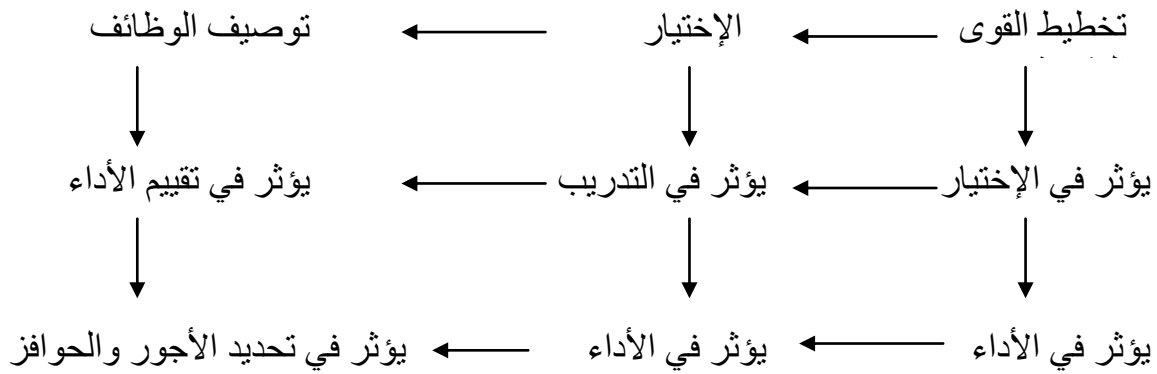 تخطيط القوى
الإختيار
توصيف الوظائف
يؤثر في الإختيار
يؤثر في التدريب
يؤثر في تقييم الأداء
يؤثر في الأداء
يؤثر في الأداء
يؤثر في تحديد الأجور والحوافز